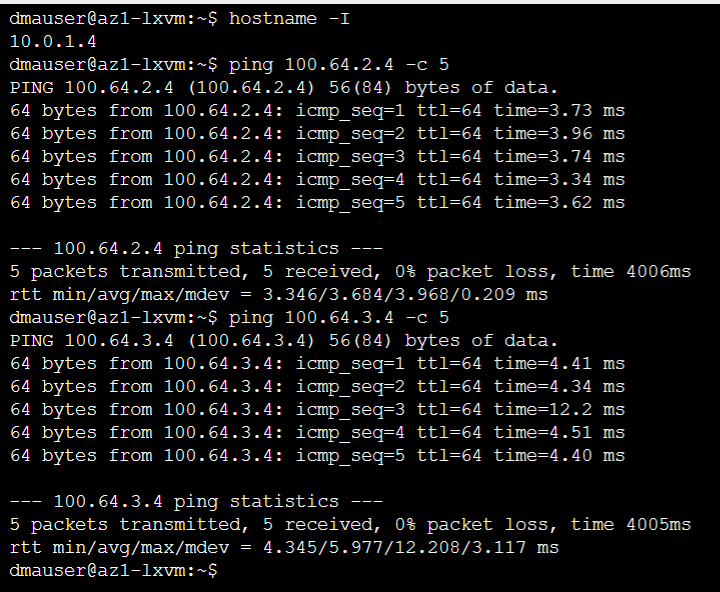 dmauser@az1-lxvm:~$ hostname -I
10.0.1.4
dmauser@az1-lxvm:~$ ping 100.64.2.4 -c 5
PING 100.64.2.4 (100.64.2.4) 56(84) bytes of data.
64 bytes from 100.64.2.4: icmp_seq=1 ttl=64 time=3.73 ms
64 bytes from 100.64.2.4: icmp_seq=2 ttl=64 time=3.96 ms
64 bytes from 100.64.2.4: icmp_seq=3 ttl=64 time=3.74 ms
64 bytes from 100.64.2.4: icmp_seq=4 ttl=64 time=3.34 ms
64 bytes from 100.64.2.4: icmp_seq=5 ttl=64 time=3.62 ms
--- 100.64.2.4 ping statistics ---
5 packets transmitted, 5 received, 0% packet loss, time 4006ms
rtt min/avg/max/mdev = 3.346/3.684/3.968/0.209 ms
dmauser@az1-lxvm:~$ ping 100.64.3.4 -c 5
PING 100.64.3.4 (100.64.3.4) 56(84) bytes of data.
64 bytes from 100.64.3.4: icmp_seq=1 ttl=64 time=4.41 ms
64 bytes from 100.64.3.4: icmp_seq=2 ttl=64 time=4.34 ms
64 bytes from 100.64.3.4: icmp_seq=3 ttl=64 time=12.2 ms
64 bytes from 100.64.3.4: icmp_seq=4 ttl=64 time=4.51 ms
64 bytes from 100.64.3.4: icmp_seq=5 ttl=64 time=4.40 ms
--- 100.64.3.4 ping statistics ---
5 packets transmitted, 5 received, 0% packet loss, time 4005ms
rtt min/avg/max/mdev = 4.345/5.977/12.208/3.117 ms
dmauser@az1-lxvm:~$